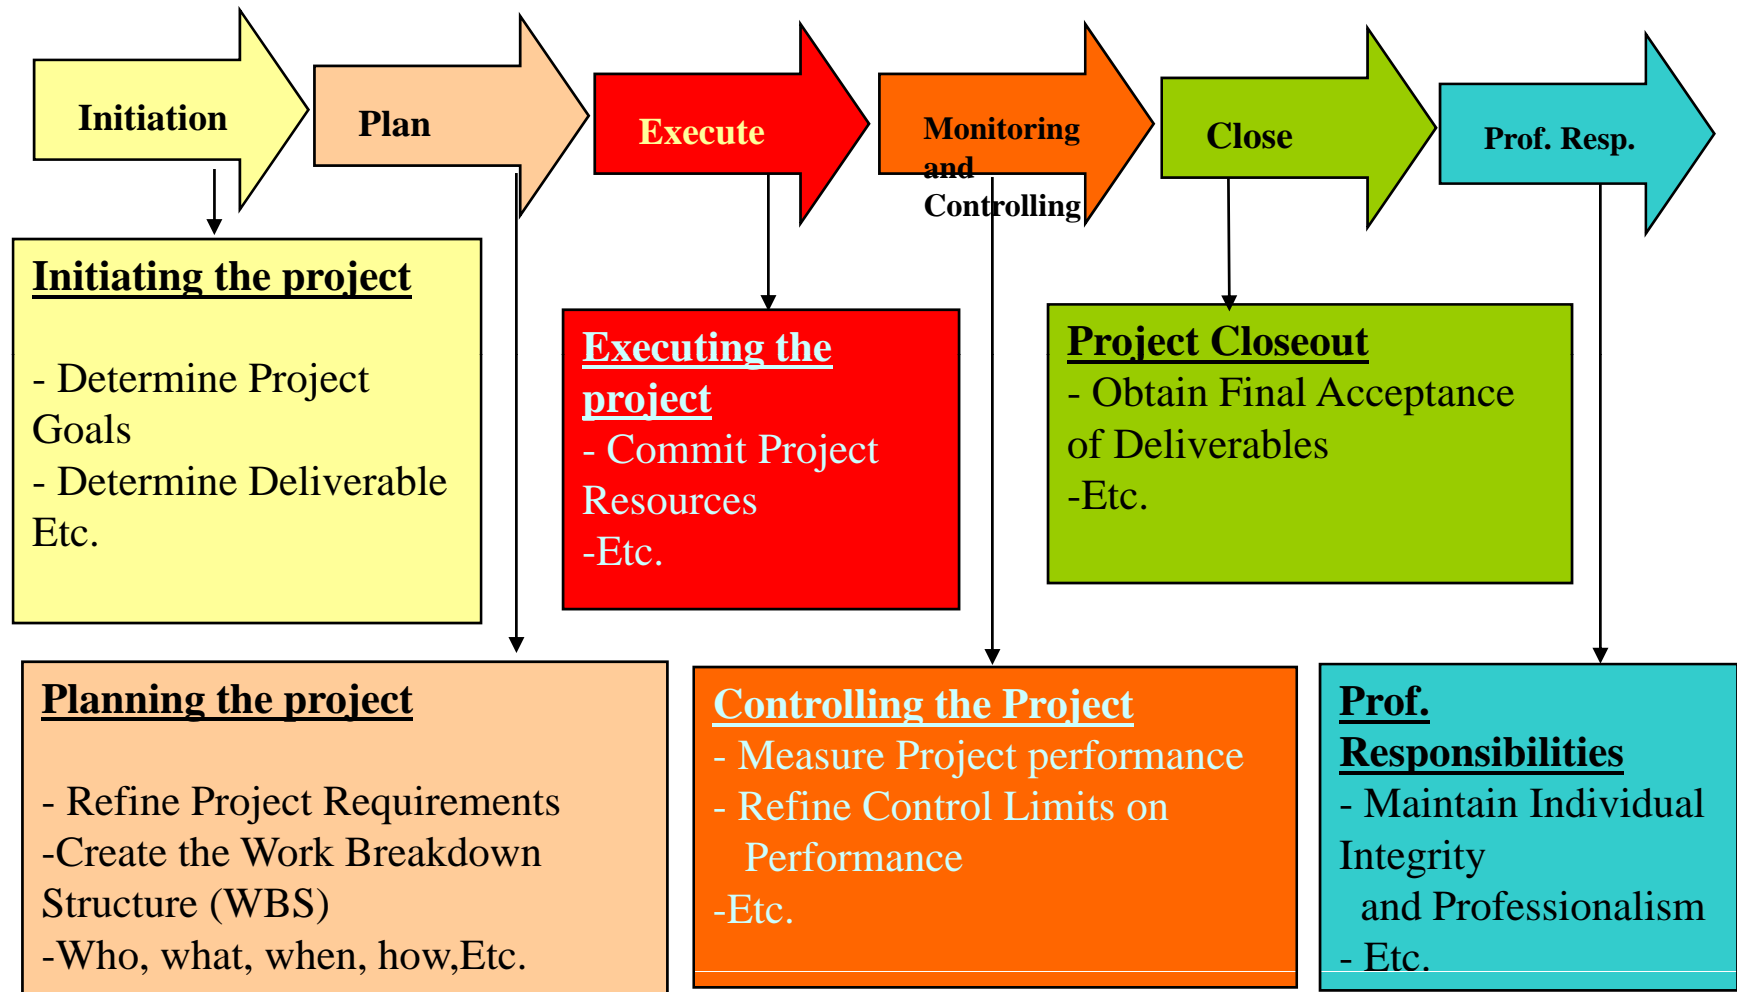 Initiation
Plan
Execute
Monitoring
and
Controlling
Close
Prof. Resp.
Initiating the project
- Determine Project
Goals
- Determine Deliverable
Etc.
Executing the
project
- Commit Project
Resources
-Etc.
Project Closeout
- Obtain Final Acceptance
of Deliverables
-Etc.
Planning the project
- Refine Project Requirements
-Create the Work Breakdown
Structure (WBS)
-Who, what, when, how,Etc.
Controlling the Project
- Measure Project performance
- Refine Control Limits on
Performance
-Etc.
Prof.
Responsibilities
- Maintain Individual
Integrity
and Professionalism
- Etc.